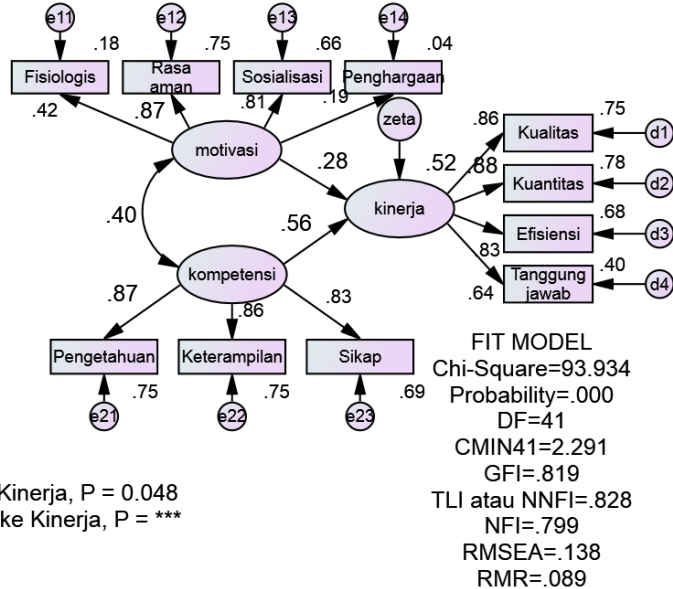 e11 e12 e13 e14
.18 .75 .66 .04
Fisiologis Rasa aman Sosialisasi Penghargaan
.42 .87 .81 .19
zeta
.86 Kualitas .75 d1
motivasi
.28 .52 .88 Kuantitas .78 d2
kinerja
.40 .56 Efisiensi .68 d3
.83
kompetensi
.64 Tanggung jawab .40 d4
.87 .86 .83
Pengetahuan Keterampilan Sikap
.75 .75 .69
e21 e22 e23
FIT MODEL
Chi-Square=93.934
Probability=.000
DF=41
CMIN41=2.291
GFI=.819
TLI atau NNFI=.828
NFI=.799
RMSEA=.138
RMR=.089
Kinerja, P = 0.048
ke Kinerja, P = ***